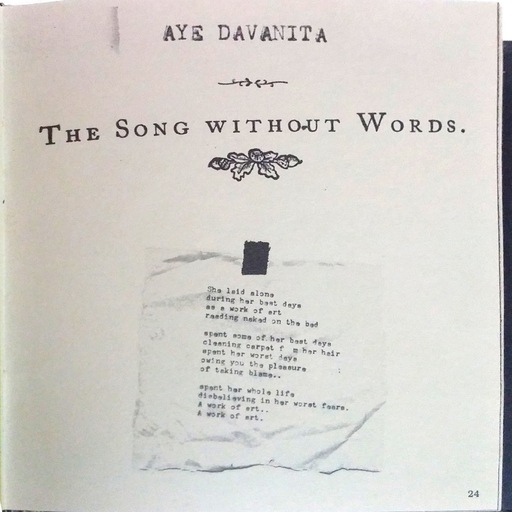 AYE DAVANITA
THE SONG WITHOUT WORDS.
She laid alone
during her best days
as a work of art
reading naked on the bed
spent some of her best days
cleaning carpet f m her hair
spent her worst days
owing you the pleasure
of taking blame..
spent her whole life
disbelieving in her worst fears.
A work of art..
A work of art.
24